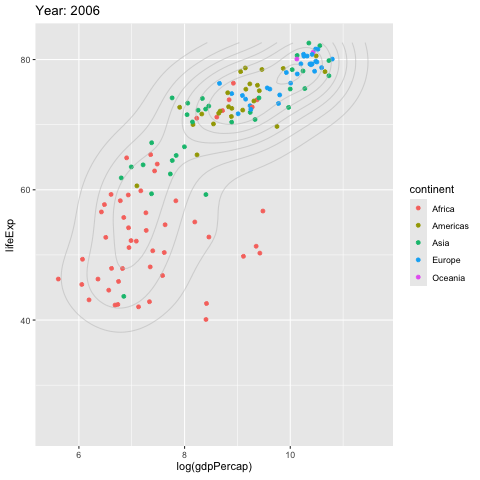 Year: 2006
80
60
40
lifeExp
6
8
10
log(gdpPercap)
continent
Africa
Americas
Asia
Europe
Oceania